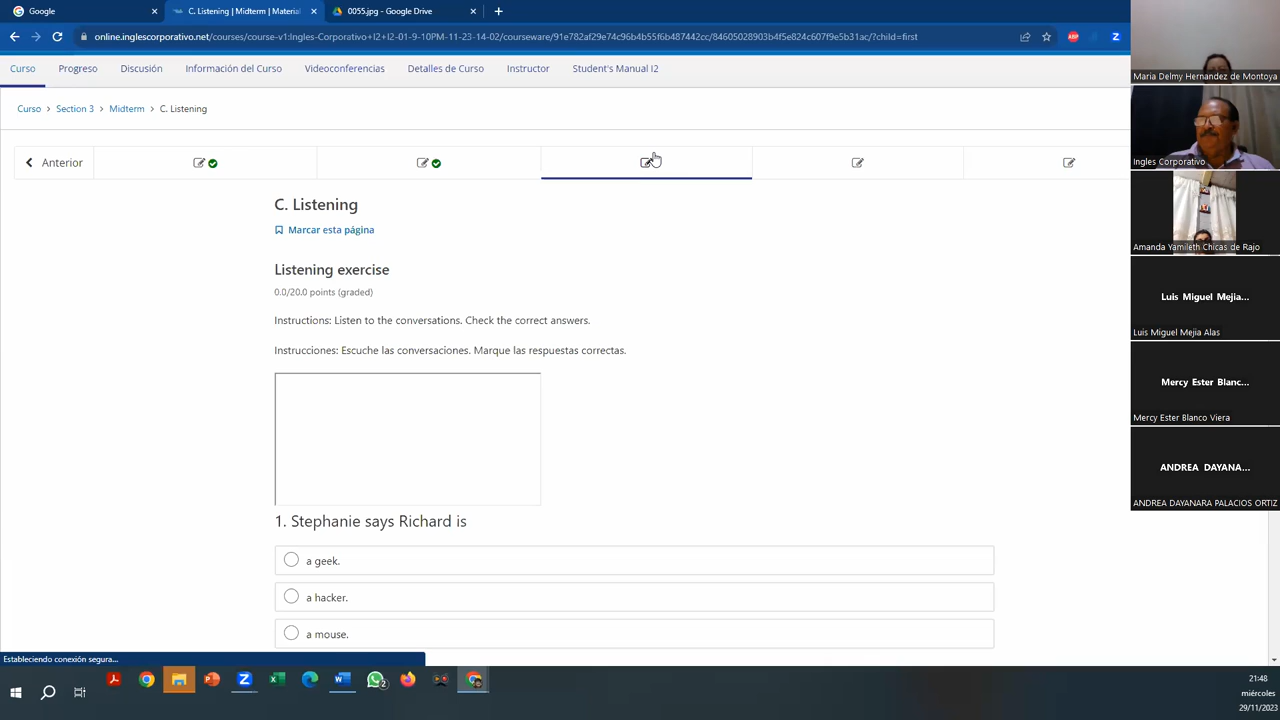 Google
C. Listening | Midterm | Material
0055.jpg - Google Drive
online.inglescorporativo.net/courses/course-v1:Ingles-Corporativo+I2+I2-01-9-10PM-11-23-14-02/courseware/91e782af29e74c96b4b55f6b487442cc/84605028903b4f5e824c607f9e5b31ac/?child=first
Curso
Progreso
Discusión
Información del Curso
Videoconferencias
Detalles de Curso
Instructor
Student's Manual I2
Curso > Section 3 > Midterm > C. Listening
Anterior
C. Listening
Marcar esta página
Listening exercise
0.0/20.0 points (graded)
Instructions: Listen to the conversations. Check the correct answers.
Instrucciones: Escuche las conversaciones. Marque las respuestas correctas.
1. Stephanie says Richard is
a geek.
a hacker.
a mouse.
Estableciendo conexión segura...
Maria Delmy Hernandez de Montoya
Ingles Corporativo
Amanda Yamileth Chicas de Rajo
Luis Miguel Mejia...
Luis Miguel Mejia Alas
Mercy Ester Blanc...
Mercy Ester Blanco Viera
ANDREA DAYANA...
ANDREA DAYANARA PALACIOS ORTIZ
21:48
miércoles
29/11/2023